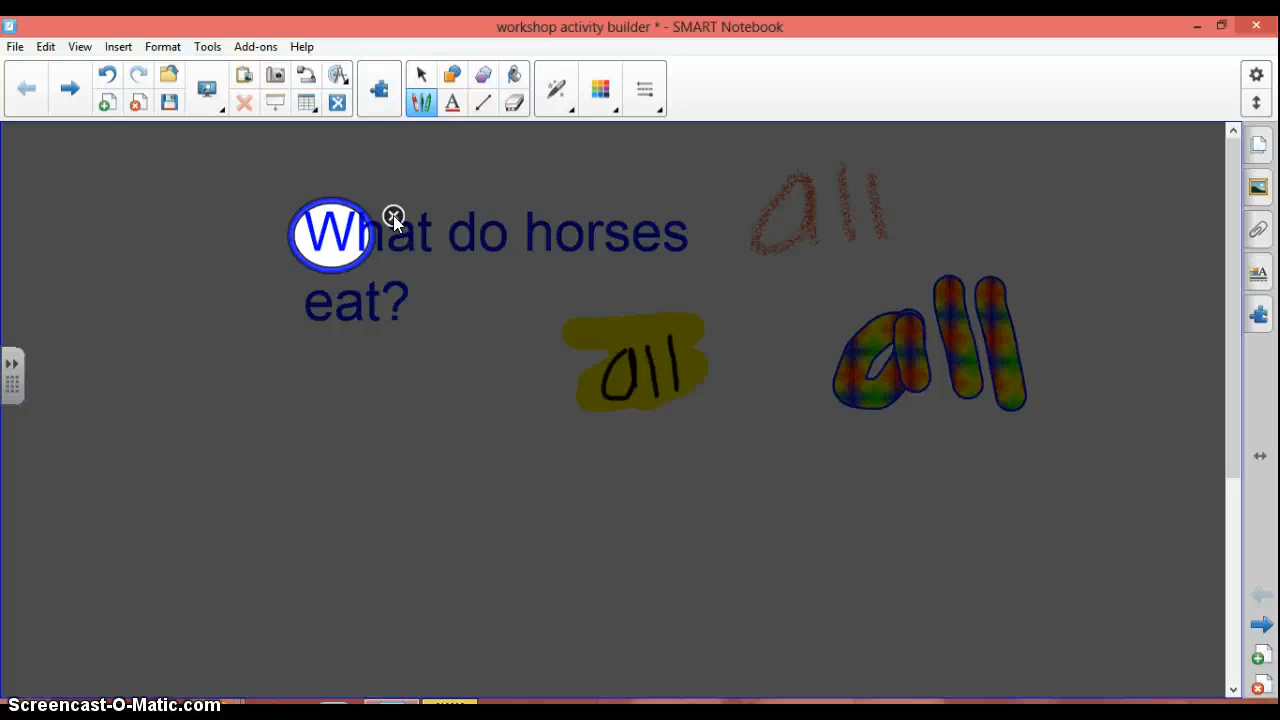 workshop activity builder * - SMART Notebook
File Edit View Insert Format Tools Add-ons Help
all
What do horses
eat?
all
all
Screencast-O-Matic.com